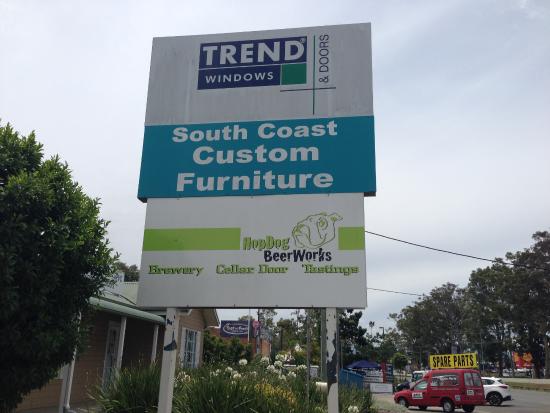 TREND®
WINDOWS
& DOORS
South Coast
Custom
Furniture
HopDog
BeerWorks
Brewery Cellar Door Tastings
SPARE PARTS